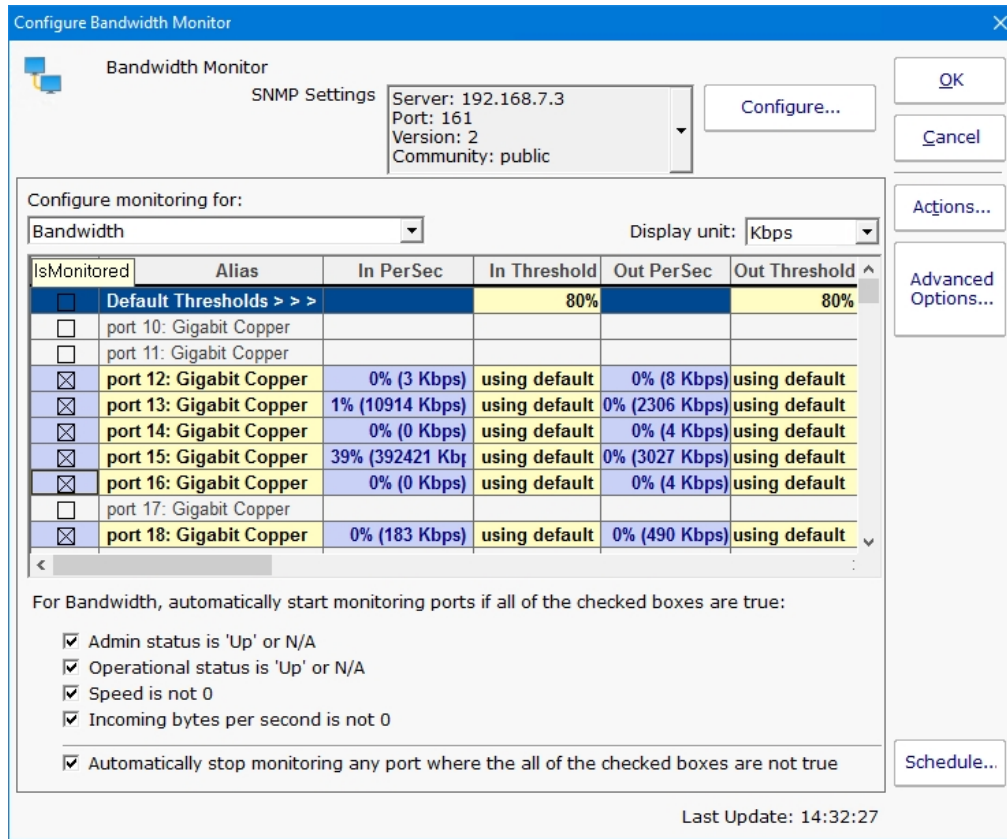 Configure Bandwidth Monitor
Bandwidth Monitor
SNMP Settings
Server: 192.168.7.3
Port: 161
Version: 2
Community: public
Configure...
OK
Cancel
Actions...
Advanced
Options...
Configure monitoring for:
Bandwidth
Display unit: Kbps
IsMonitored Alias In PerSec In Threshold Out PerSec Out Threshold
Default Thresholds > > > 80% 80%
port 10: Gigabit Copper
port 11: Gigabit Copper
port 12: Gigabit Copper 0% (3 Kbps) using default 0% (8 Kbps) using default
port 13: Gigabit Copper 1% (10914 Kbps) using default 0% (2306 Kbps) using default
port 14: Gigabit Copper 0% (0 Kbps) using default 0% (4 Kbps) using default
port 15: Gigabit Copper 39% (392421 Kbp using default 0% (3027 Kbps) using default
port 16: Gigabit Copper 0% (0 Kbps) using default 0% (4 Kbps) using default
port 17: Gigabit Copper
port 18: Gigabit Copper 0% (183 Kbps) using default 0% (490 Kbps) using default
For Bandwidth, automatically start monitoring ports if all of the checked boxes are true:
Admin status is 'Up' or N/A
Operational status is 'Up' or N/A
Speed is not 0
Incoming bytes per second is not 0
Automatically stop monitoring any port where the all of the checked boxes are not true
Schedule...
Last Update: 14:32:27